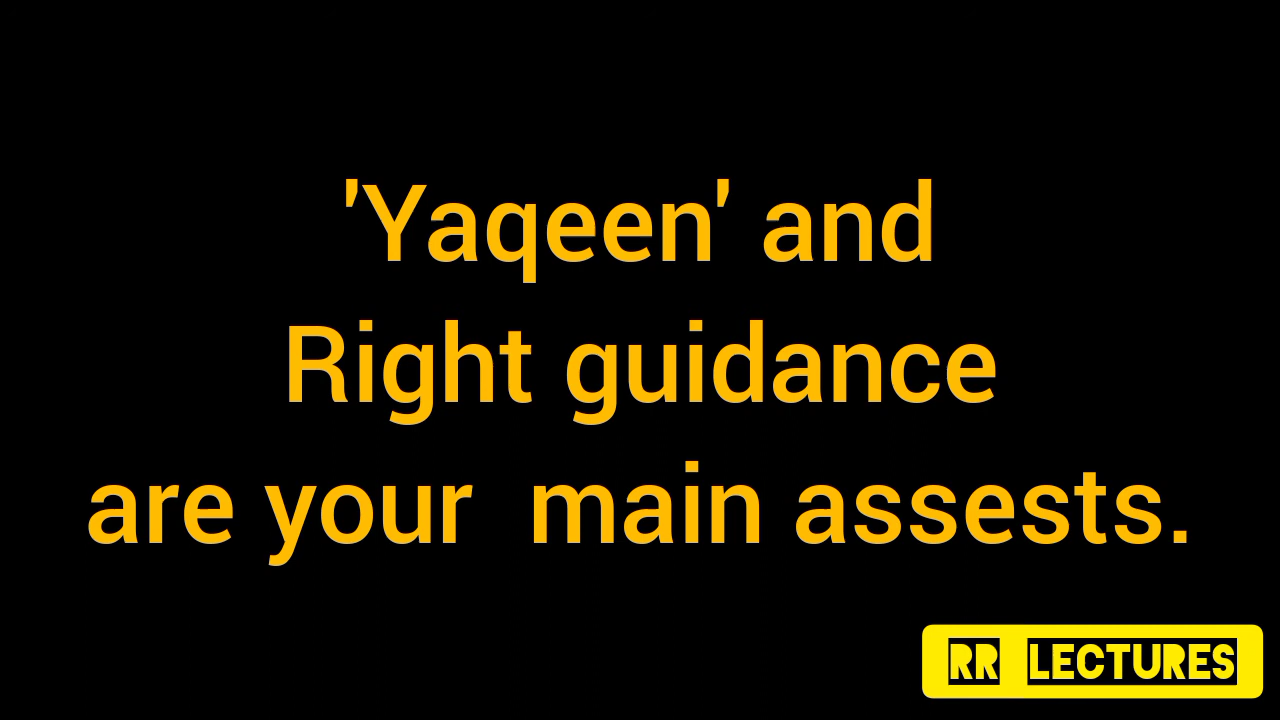 'Yaqeen' and
Right guidance
are your  main assests.
RR LECTURES